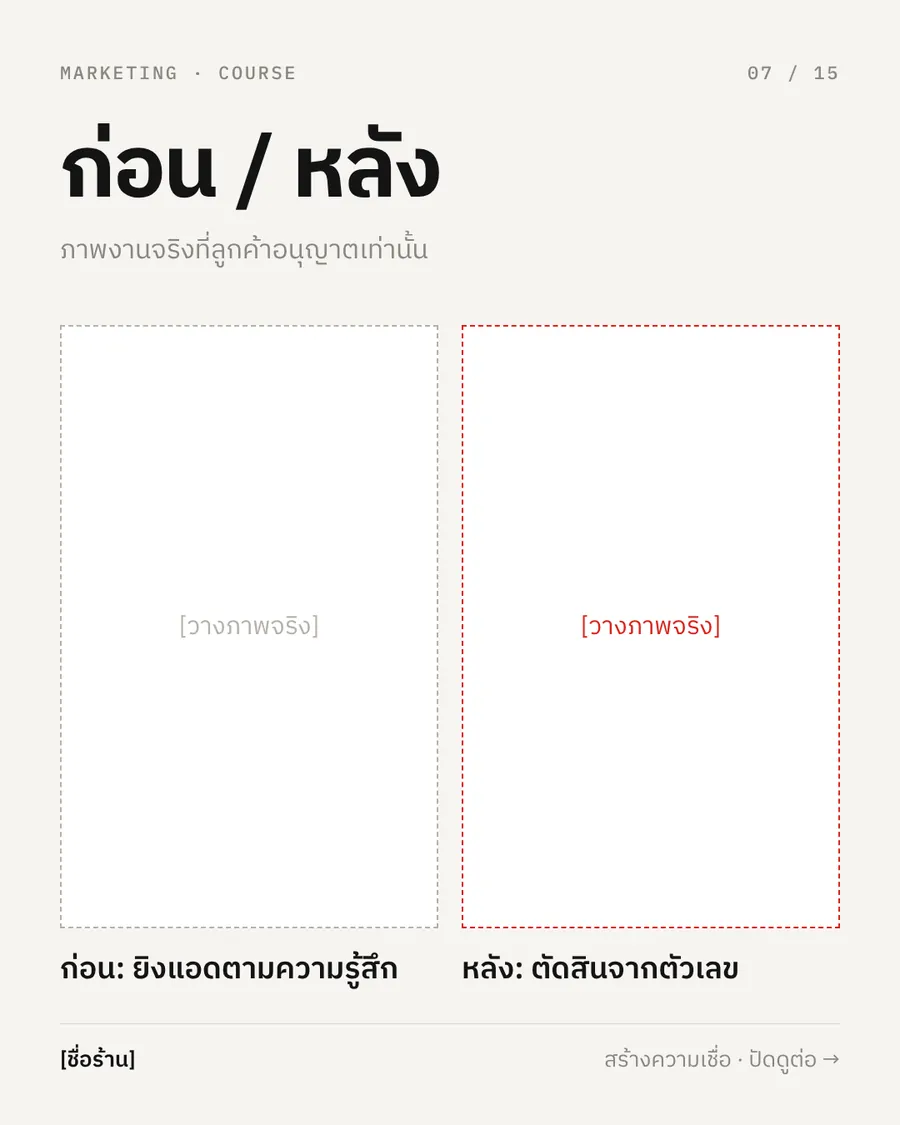 MARKETING · COURSE
07 / 15
ก่อน / หลัง
ภาพงานจริงที่ลูกค้าอนุญาตเท่านั้น
[วางภาพจริง]
[วางภาพจริง]
ก่อน: ยิงแอดตามความรู้สึก
หลัง: ตัดสินจากตัวเลข
[ชื่อร้าน]
สร้างความเชื่อ · ปัดดูต่อ →